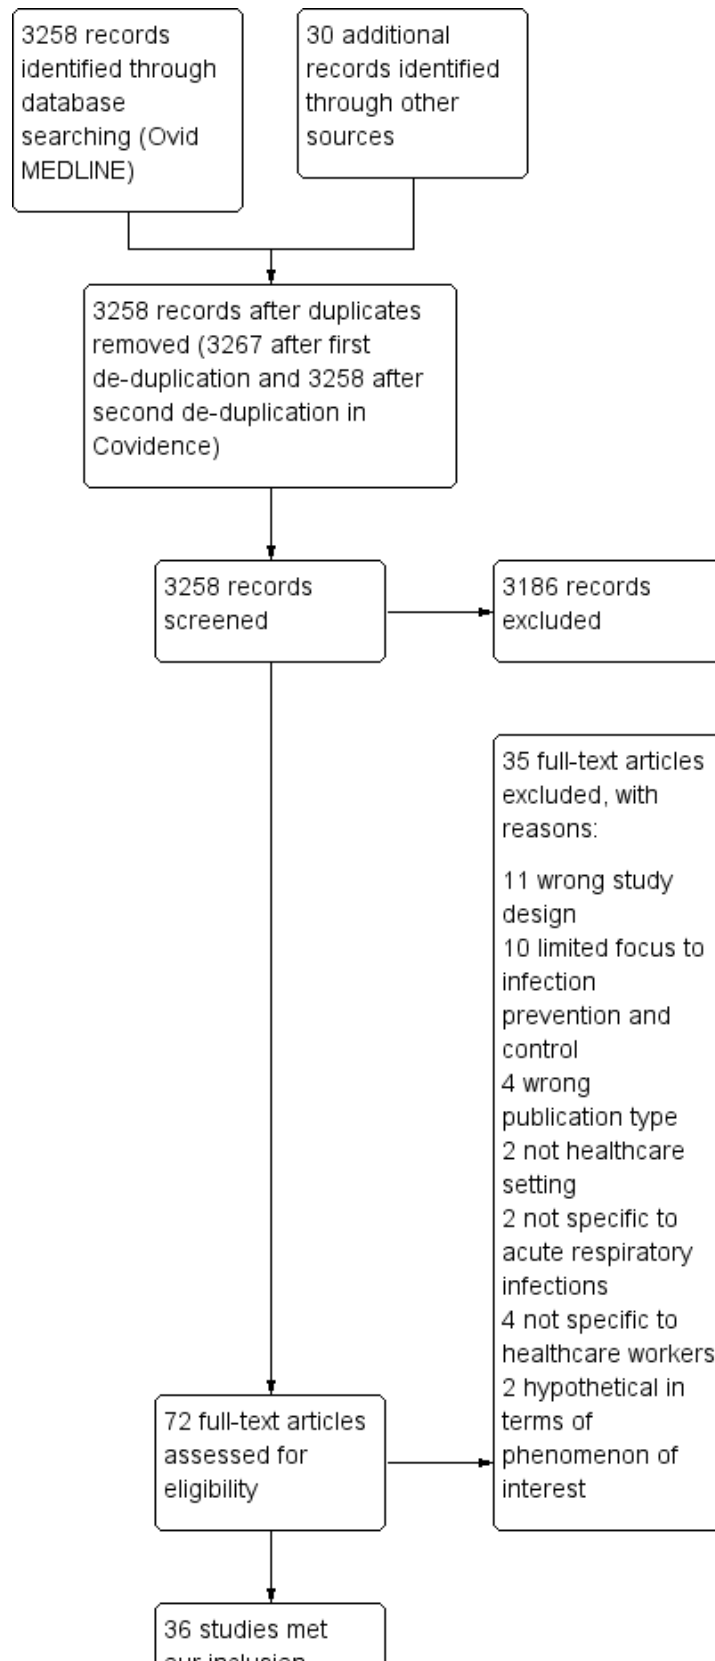 3258 records
identified through
database
searching (Ovid
MEDLINE)
30 additional
records identified
through other
sources
3258 records after duplicates
removed (3267 after first
de-duplication and 3258 after
second de-duplication in
Covidence)
3258 records
screened
3186 records
excluded
35 full-text articles
excluded, with
reasons:
11 wrong study
design
10 limited focus to
infection
prevention and
control
4 wrong
publication type
2 not healthcare
setting
2 not specific to
acute respiratory
infections
4 not specific to
healthcare workers
2 hypothetical in
terms of
phenomenon of
interest
72 full-text articles
assessed for
eligibility
36 studies met
our inclusion